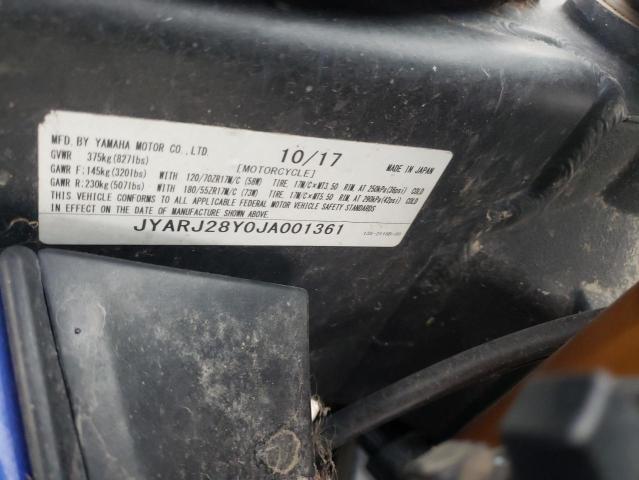 MFD. BY YAMAHA MOTOR CO., LTD. 10/17
GVWR 375kg(827lbs) [MOTORCYCLE] MADE IN JAPAN
GAWR F:145kg(320lbs) WITH 120/70ZR17M/C (58W) TIRE, 17M/C×MT3.50 RIM, AT 250kPa(36psi) COLD
GAWR R:230kg(507lbs) WITH 180/55ZR17M/C (73W) TIRE, 17M/C×MT5.50 RIM, AT 290kPa(42psi) COLD
THIS VEHICLE CONFORMS TO ALL APPLICABLE FEDERAL MOTOR VEHICLE SAFETY STANDARDS
IN EFFECT ON THE DATE OF MANUFACTURE SHOWN ABOVE.
JYARJ28Y0JA001361